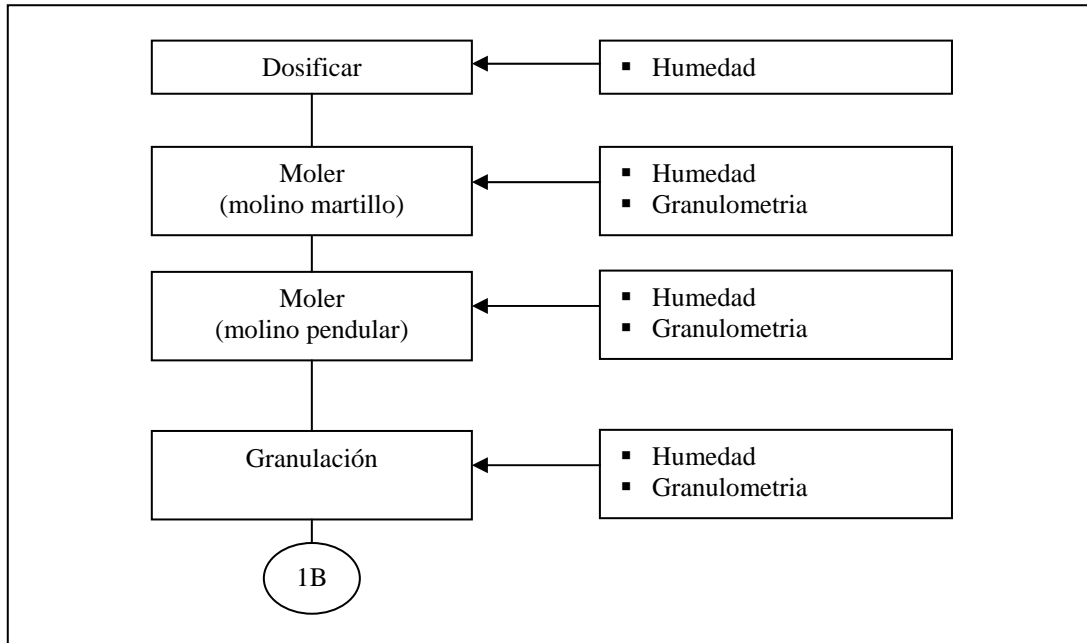 Dosificar
▪ Humedad
Moler
(molino martillo)
▪ Humedad
▪ Granulometria
Moler
(molino pendular)
▪ Humedad
▪ Granulometria
Granulación
▪ Humedad
▪ Granulometria
1B